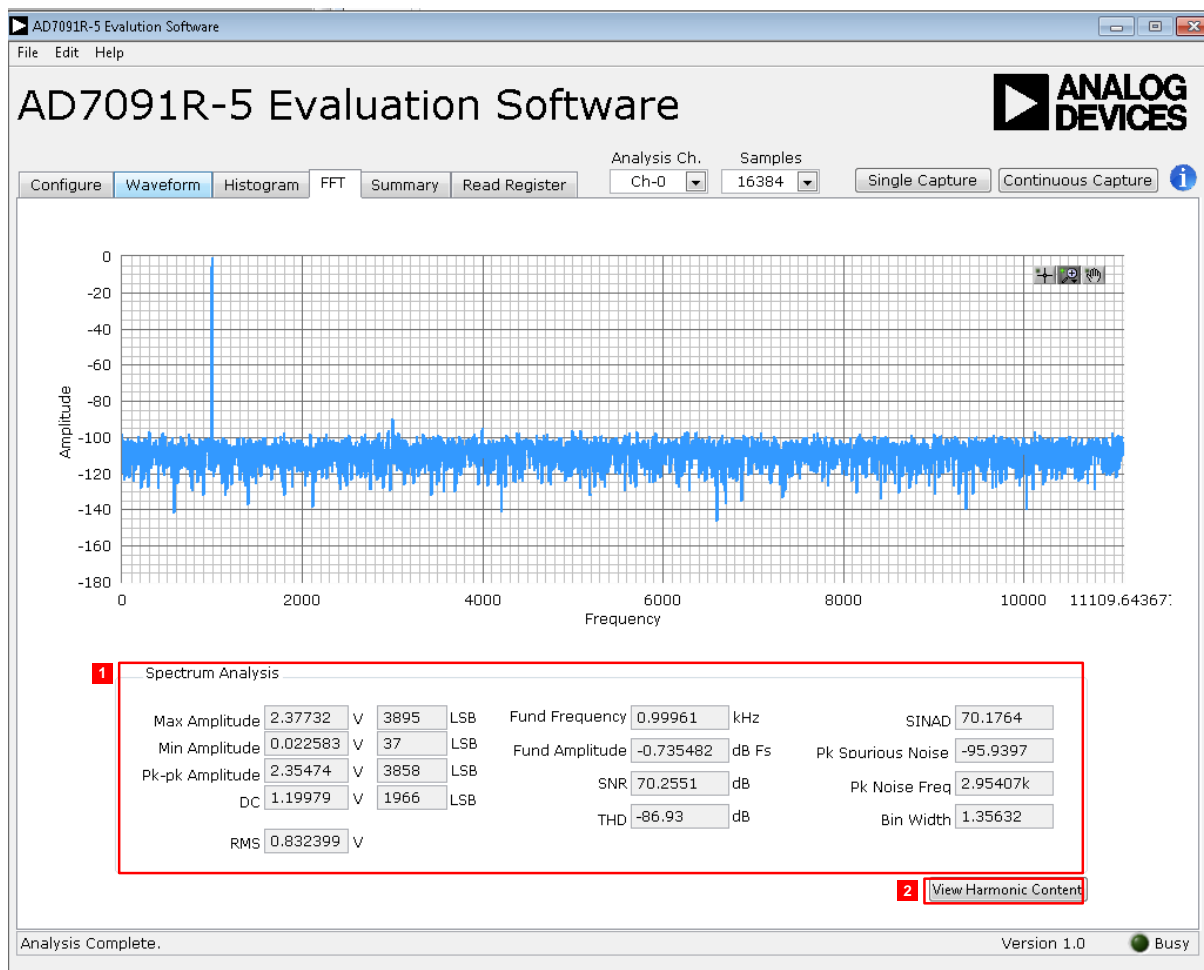 AD7091R-5 Evalution Software
File Edit Help
AD7091R-5 Evaluation Software
ANALOG
DEVICES
Analysis Ch. Samples
Configure Waveform Histogram FFT Summary Read Register Ch-0 16384 Single Capture Continuous Capture i
0
-20
-40
-60
-80
-100
-120
-140
-160
-180
Amplitude
0 2000 4000 6000 8000 10000 11109.64367
Frequency
1 Spectrum Analysis
Max Amplitude 2.37732 V 3895 LSB
Min Amplitude 0.022583 V 37 LSB
Pk-pk Amplitude 2.35474 V 3858 LSB
DC 1.19979 V 1966 LSB
RMS 0.832399 V
Fund Frequency 0.99961 kHz
Fund Amplitude -0.735482 dB Fs
SNR 70.2551 dB
THD -86.93 dB
SINAD 70.1764
Pk Spurious Noise -95.9397
Pk Noise Freq 2.95407k
Bin Width 1.35632
2 View Harmonic Content
Analysis Complete. Version 1.0 Busy